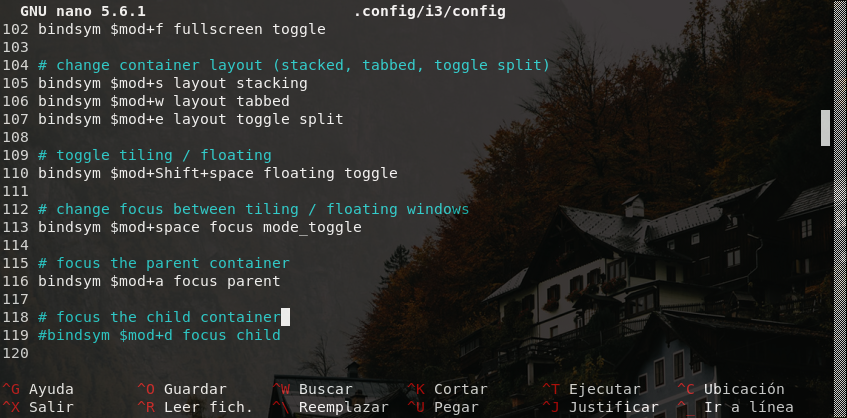 GNU nano 5.6.1 .config/i3/config
102 bindsym $mod+f fullscreen toggle
103
104 # change container layout (stacked, tabbed, toggle split)
105 bindsym $mod+s layout stacking
106 bindsym $mod+w layout tabbed
107 bindsym $mod+e layout toggle split
108
109 # toggle tiling / floating
110 bindsym $mod+Shift+space floating toggle
111
112 # change focus between tiling / floating windows
113 bindsym $mod+space focus mode_toggle
114
115 # focus the parent container
116 bindsym $mod+a focus parent
117
118 # focus the child container
119 #bindsym $mod+d focus child
120
^G Ayuda ^O Guardar ^W Buscar ^K Cortar ^T Ejecutar ^C Ubicación
^X Salir ^R Leer fich. ^\ Reemplazar ^U Pegar ^J Justificar ^_ Ir a línea